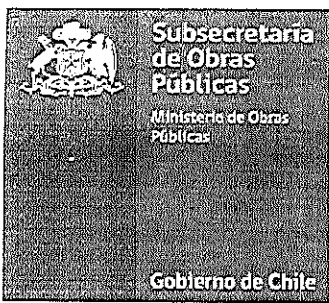 Subsecretaría
de Obras
Públicas
Ministerio de Obras
Públicas
Gobierno de Chile